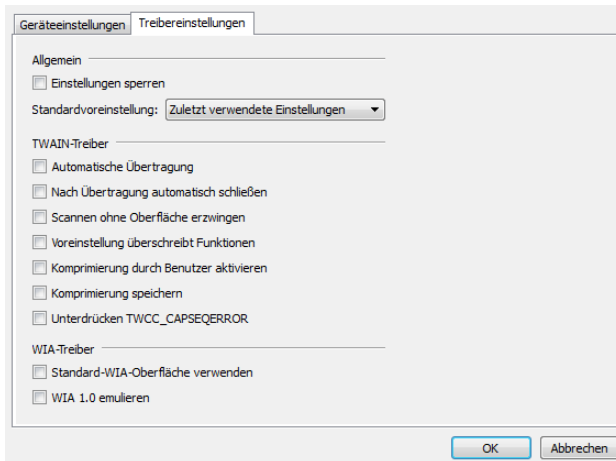 Geräteeinstellungen Treibereinstellungen
Allgemein
Einstellungen sperren
Standardvoreinstellung: Zuletzt verwendete Einstellungen
TWAIN-Treiber
Automatische Übertragung
Nach Übertragung automatisch schließen
Scannen ohne Oberfläche erzwingen
Voreinstellung überschreibt Funktionen
Komprimierung durch Benutzer aktivieren
Komprimierung speichern
Unterdrücken TWCC_CAPSEQERROR
WIA-Treiber
Standard-WIA-Oberfläche verwenden
WIA 1.0 emulieren
OK Abbrechen